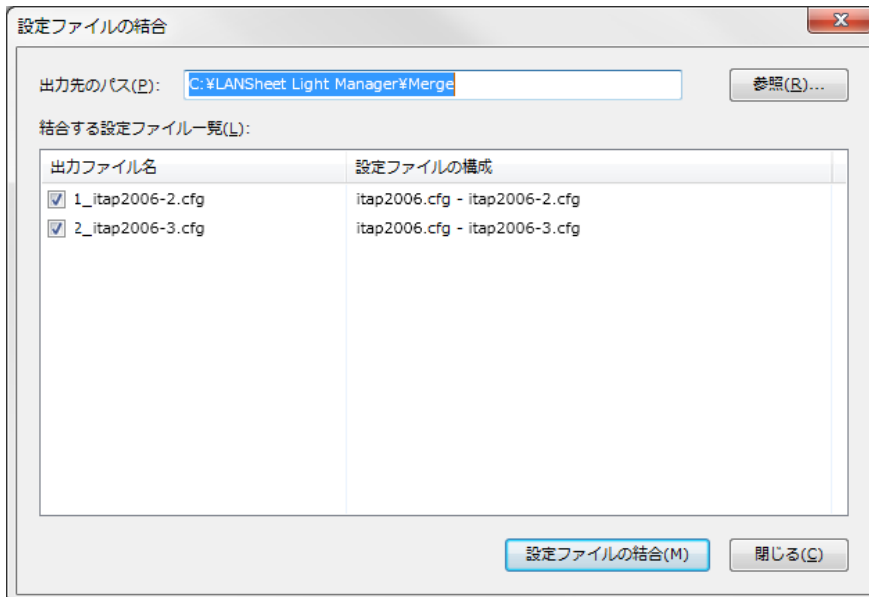 設定ファイルの結合
出力先のパス(P): C:¥LANSheet Light Manager¥Merge 参照(R)...
結合する設定ファイル一覧(L):
出力ファイル名 設定ファイルの構成
1_itap2006-2.cfg itap2006.cfg - itap2006-2.cfg
2_itap2006-3.cfg itap2006.cfg - itap2006-3.cfg
設定ファイルの結合(M) 閉じる(C)